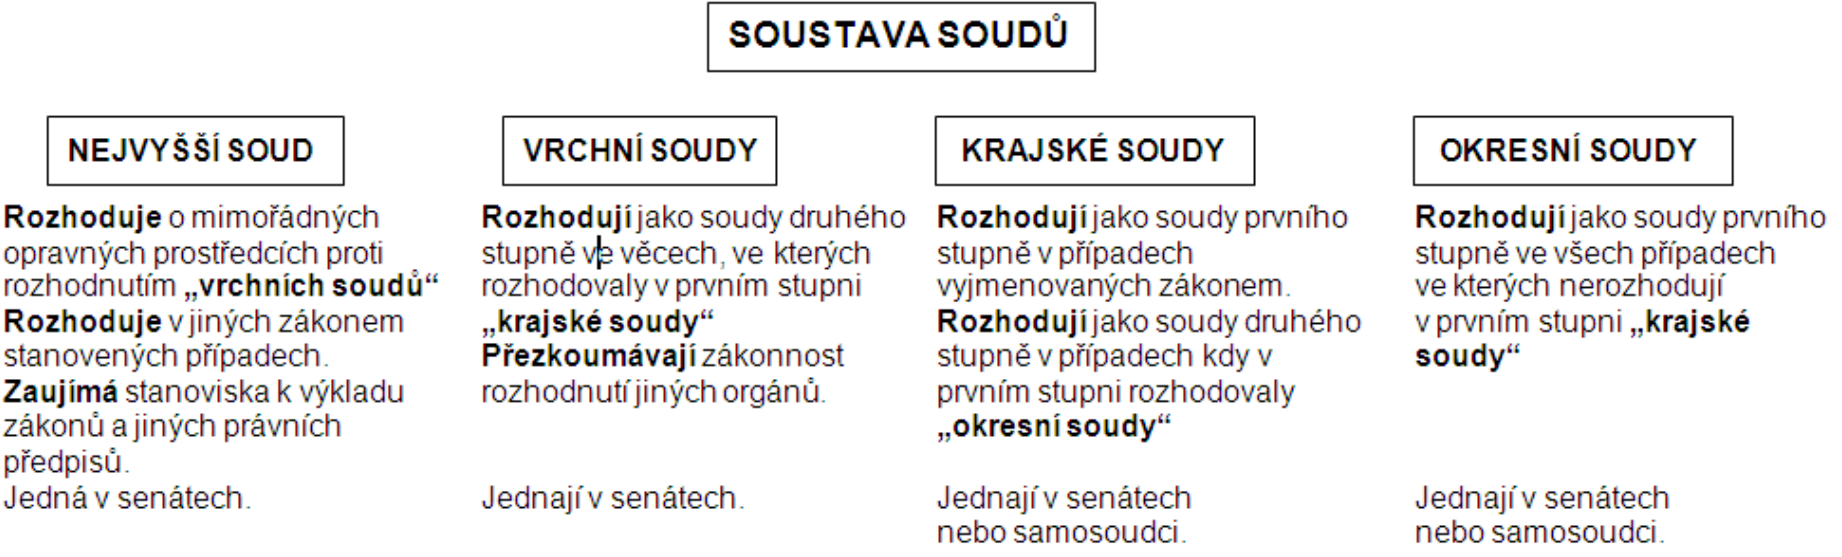 SOUSTAVA SOUDŮ
NEJVYŠŠÍ SOUD
Rozhoduje o mimořádných
opravných prostředcích proti
rozhodnutím „vrchních soudů“
Rozhoduje v jiných zákonem
stanovených případech.
Zaujímá stanoviska k výkladu
zákonů a jiných právních
předpisů.
Jedná v senátech.
VRCHNÍ SOUDY
Rozhodují jako soudy druhého
stupně ve věcech, ve kterých
rozhodovaly v prvním stupni
„krajské soudy“
Přezkoumávají zákonnost
rozhodnutí jiných orgánů.
Jednají v senátech.
KRAJSKÉ SOUDY
Rozhodují jako soudy prvního
stupně v případech
vyjmenovaných zákonem.
Rozhodují jako soudy druhého
stupně v případech kdy v
prvním stupni rozhodovaly
„okresní soudy“
Jednají v senátech
nebo samosoudci.
OKRESNÍ SOUDY
Rozhodují jako soudy prvního
stupně ve všech případech
ve kterých nerozhodují
v prvním stupni „krajské
soudy“
Jednají v senátech
nebo samosoudci.